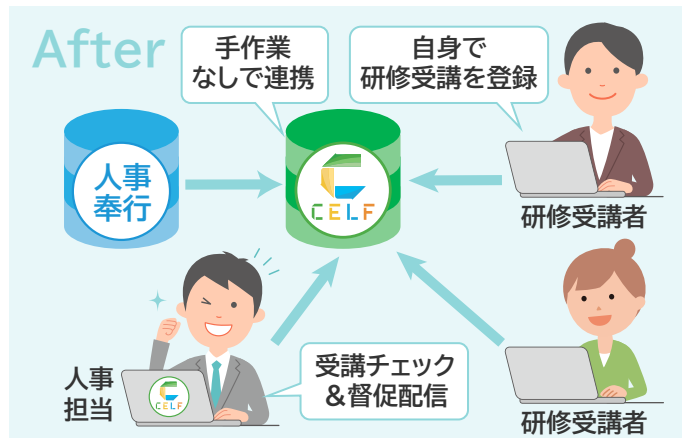 After
手作業
なしで連携
自身で
研修受講を登録
人事
奉行
CELF
研修受講者
人事
担当
CELF
受講チェック
&督促配信
研修受講者